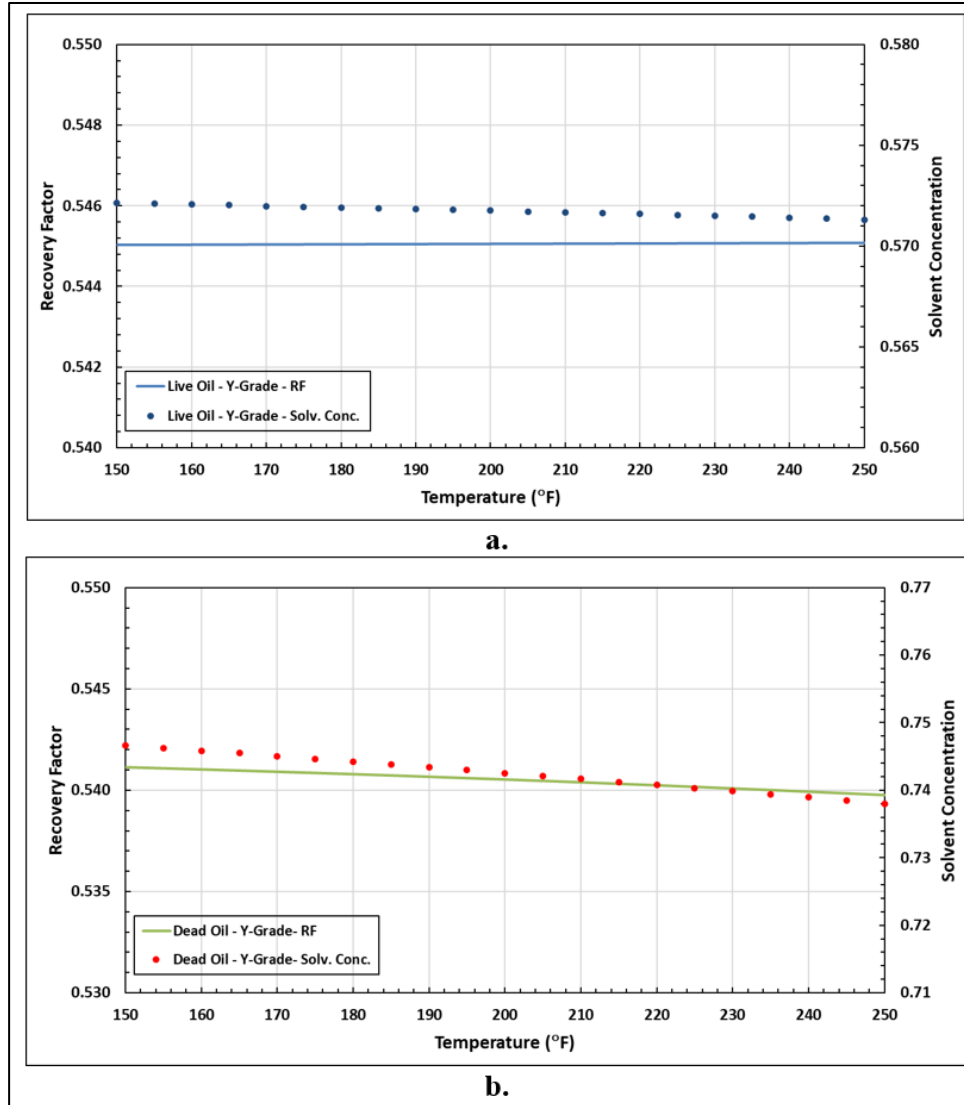 0.550
0.548
0.546
0.544
0.542
0.540
Recovery Factor
0.580
0.575
0.570
0.565
0.560
Solvent Concentration
Live Oil - Y-Grade - RF
Live Oil - Y-Grade - Solv. Conc.
150 160 170 180 190 200 210 220 230 240 250
Temperature (°F)
a.
0.550
0.545
0.540
0.535
0.530
Recovery Factor
0.77
0.76
0.75
0.74
0.73
0.72
0.71
Solvent Concentration
Dead Oil - Y-Grade- RF
Dead Oil - Y-Grade- Solv. Conc.
150 160 170 180 190 200 210 220 230 240 250
Temperature (°F)
b.